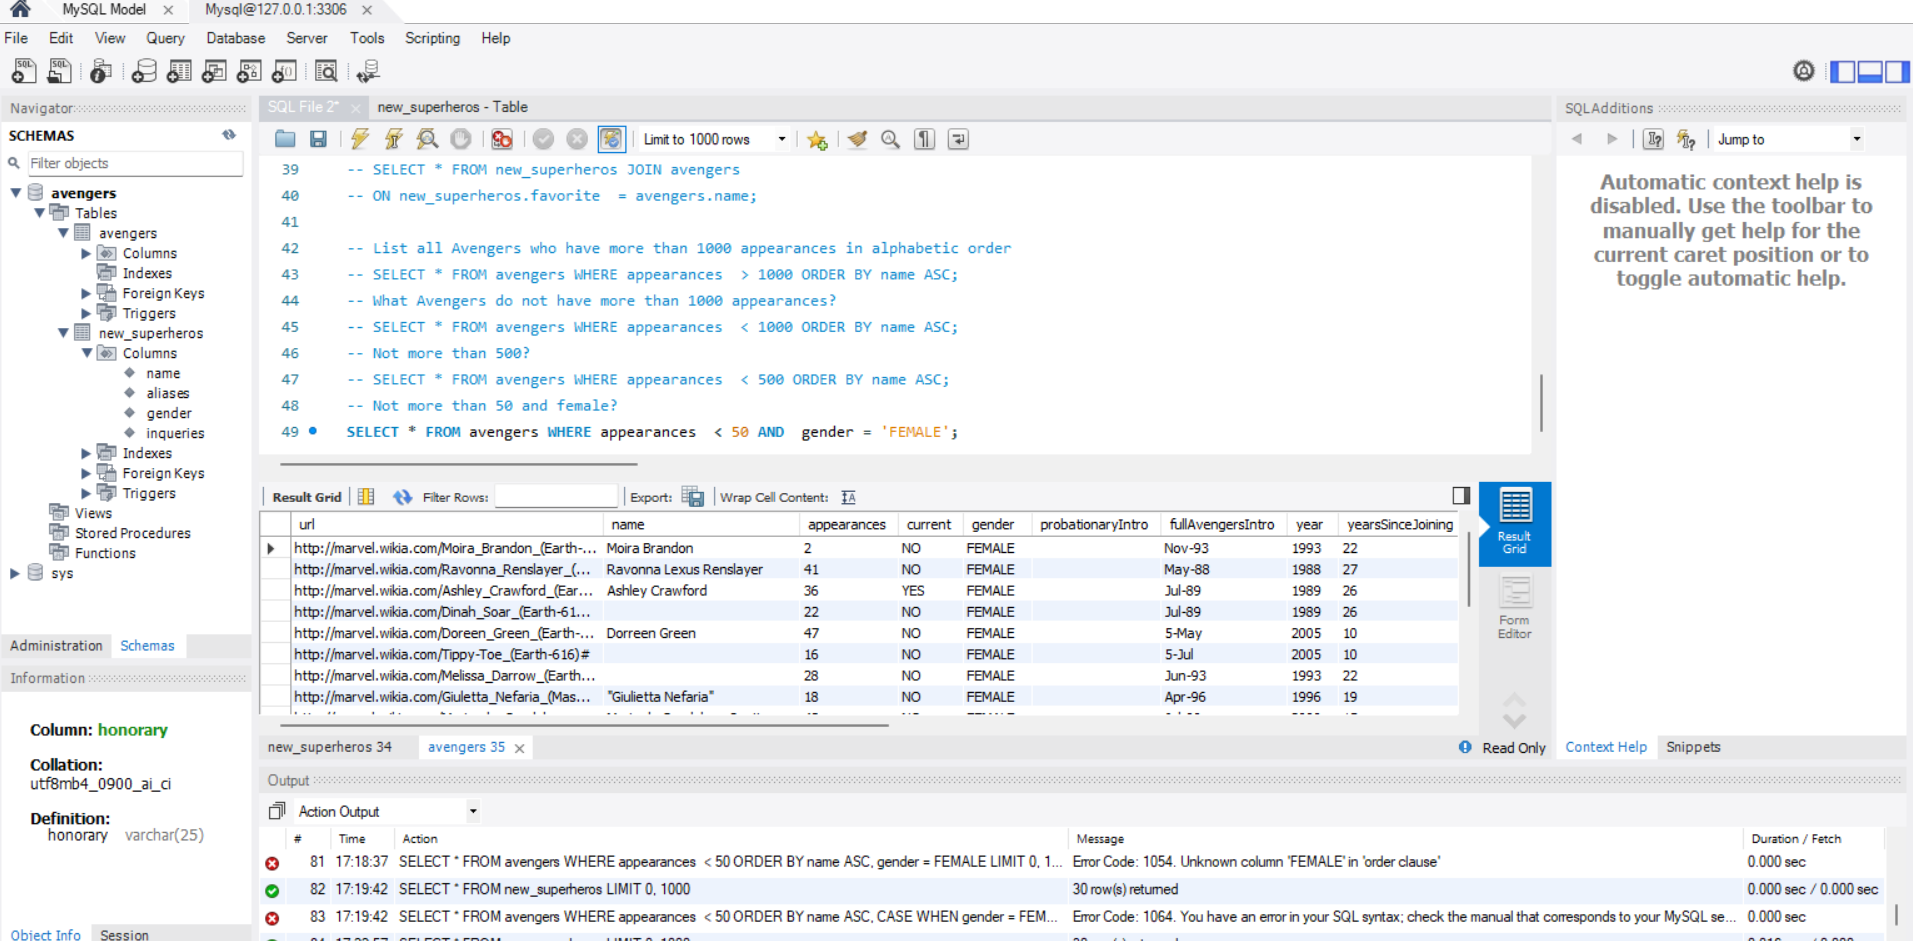 MySQL Model ×
Mysql@127.0.0.1:3306 ×
File Edit View Query Database Server Tools Scripting Help
Navigator
SCHEMAS
Filter objects
avengers
Tables
avengers
Columns
Indexes
Foreign Keys
Triggers
new_superheros
Columns
name
aliases
gender
inqueries
Indexes
Foreign Keys
Triggers
Views
Stored Procedures
Functions
sys
Administration Schemas
Information
Column: honorary
Collation:
utf8mb4_0900_ai_ci
Definition:
honorary varchar(25)
Object Info Session
SQL File 2* × new_superheros - Table
Limit to 1000 rows
39 -- SELECT * FROM new_superheros JOIN avengers
40 -- ON new_superheros.favorite  = avengers.name;
41
42 -- List all Avengers who have more than 1000 appearances in alphabetic order
43 -- SELECT * FROM avengers WHERE appearances  > 1000 ORDER BY name ASC;
44 -- What Avengers do not have more than 1000 appearances?
45 -- SELECT * FROM avengers WHERE appearances  < 1000 ORDER BY name ASC;
46 -- Not more than 500?
47 -- SELECT * FROM avengers WHERE appearances  < 500 ORDER BY name ASC;
48 -- Not more than 50 and female?
49 SELECT * FROM avengers WHERE appearances  < 50 AND  gender = 'FEMALE';
Result Grid Filter Rows: Export: Wrap Cell Content:
url name appearances current gender probationaryIntro fullAvengersIntro year yearsSinceJoining
http://marvel.wikia.com/Moira_Brandon_(Earth-... Moira Brandon 2 NO FEMALE Nov-93 1993 22
http://marvel.wikia.com/Ravonna_Renslayer_(... Ravonna Lexus Renslayer 41 NO FEMALE May-88 1988 27
http://marvel.wikia.com/Ashley_Crawford_(Ear... Ashley Crawford 36 YES FEMALE Jul-89 1989 26
http://marvel.wikia.com/Dinah_Soar_(Earth-61... 22 NO FEMALE Jul-89 1989 26
http://marvel.wikia.com/Doreen_Green_(Earth-... Dorreen Green 47 NO FEMALE 5-May 2005 10
http://marvel.wikia.com/Tippy-Toe_(Earth-616)# 16 NO FEMALE 5-Jul 2005 10
http://marvel.wikia.com/Melissa_Darrow_(Earth... 28 NO FEMALE Jun-93 1993 22
http://marvel.wikia.com/Giuletta_Nefaria_(Mas... "Giulietta Nefaria" 18 NO FEMALE Apr-96 1996 19
Result
Grid
Form
Editor
new_superheros 34 avengers 35 × Read Only
SQLAdditions
Jump to
Automatic context help is
disabled. Use the toolbar to
manually get help for the
current caret position or to
toggle automatic help.
Context Help Snippets
Output
Action Output
# Time Action Message Duration / Fetch
81 17:18:37 SELECT * FROM avengers WHERE appearances  < 50 ORDER BY name ASC, gender = FEMALE LIMIT 0, 1... Error Code: 1054. Unknown column 'FEMALE' in 'order clause' 0.000 sec
82 17:19:42 SELECT * FROM new_superheros LIMIT 0, 1000 30 row(s) returned 0.000 sec / 0.000 sec
83 17:19:42 SELECT * FROM avengers WHERE appearances  < 50 ORDER BY name ASC, CASE WHEN gender = FEM... Error Code: 1064. You have an error in your SQL syntax; check the manual that corresponds to your MySQL se... 0.000 sec